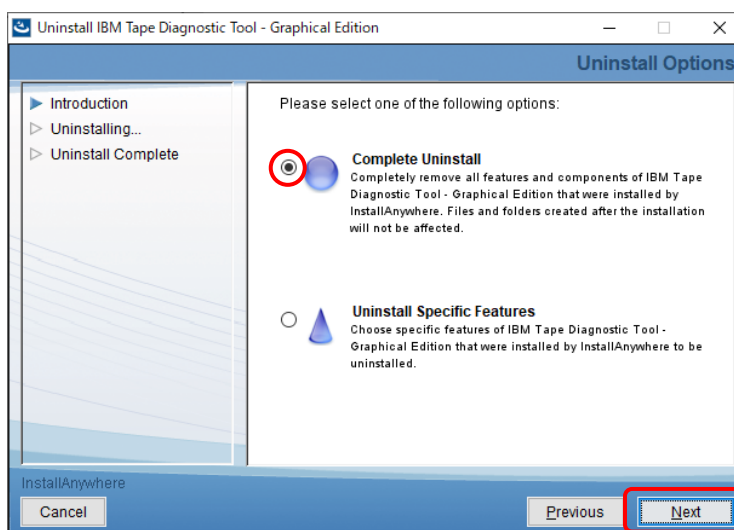 Uninstall IBM Tape Diagnostic Tool - Graphical Edition
Uninstall Options
Introduction
Uninstalling...
Uninstall Complete
Please select one of the following options:
Complete Uninstall
Completely remove all features and components of IBM Tape
Diagnostic Tool - Graphical Edition that were installed by
InstallAnywhere. Files and folders created after the installation
will not be affected.
Uninstall Specific Features
Choose specific features of IBM Tape Diagnostic Tool -
Graphical Edition that were installed by InstallAnywhere to be
uninstalled.
InstallAnywhere
Cancel
Previous
Next